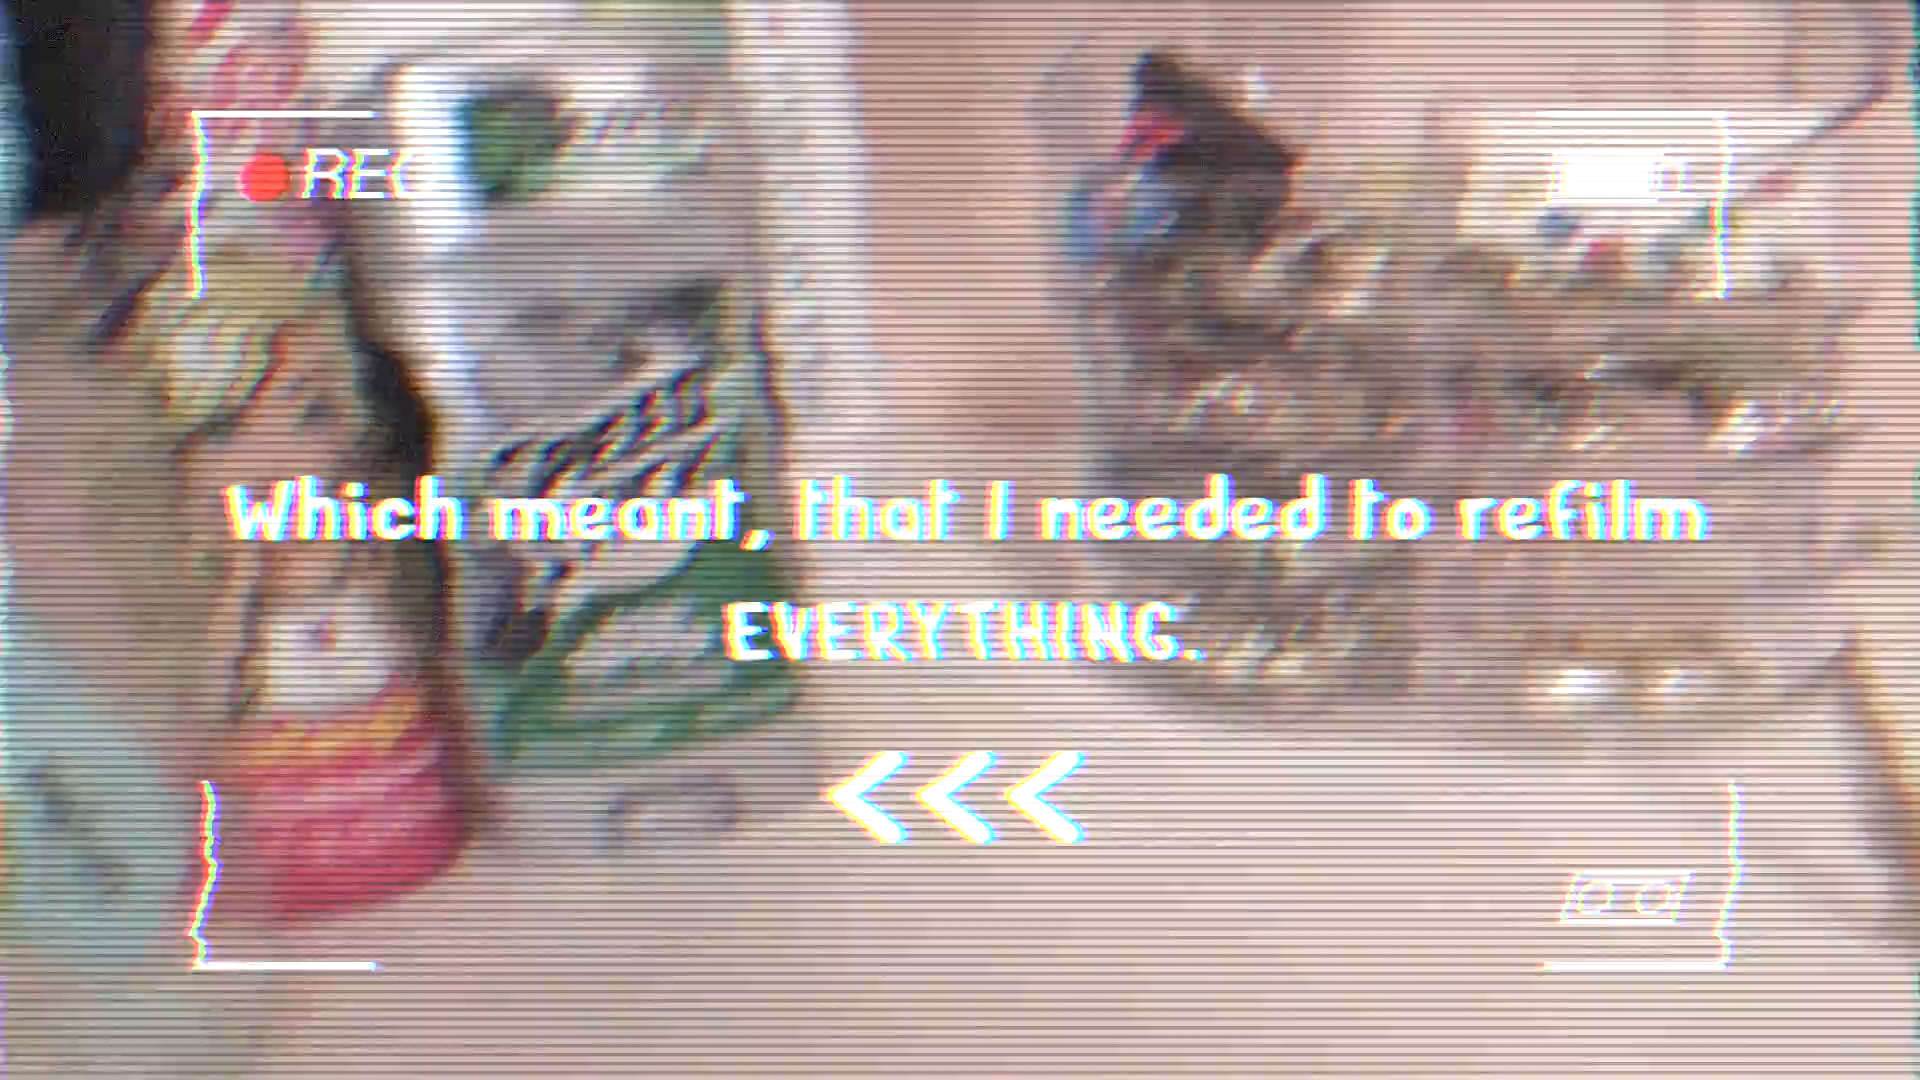 REC
Which meant, that I needed to refilm
EVERYTHING.
<<<